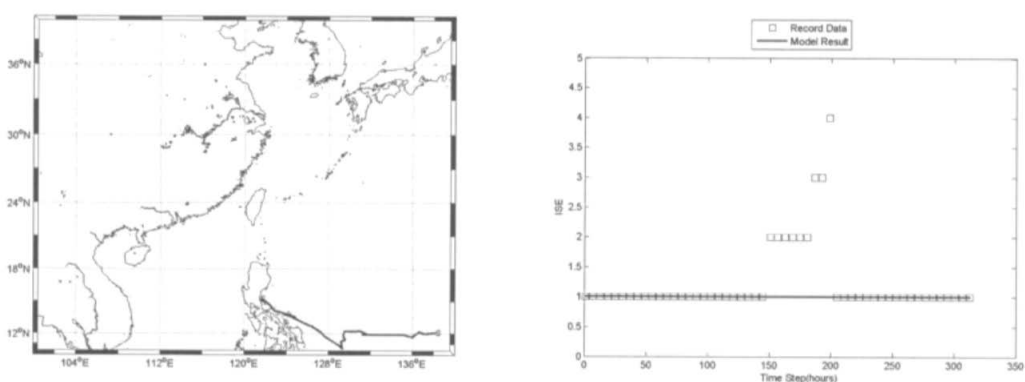 36°N
30°N
24°N
18°N
12°N
104°E
112°E
120°E
128°E
136°E
Record Data
Model Result
5
4.5
4
3.5
3
2.5
2
1.5
1
0.5
0
ISE
0
50
100
150
200
250
300
350
Time Step(hours)